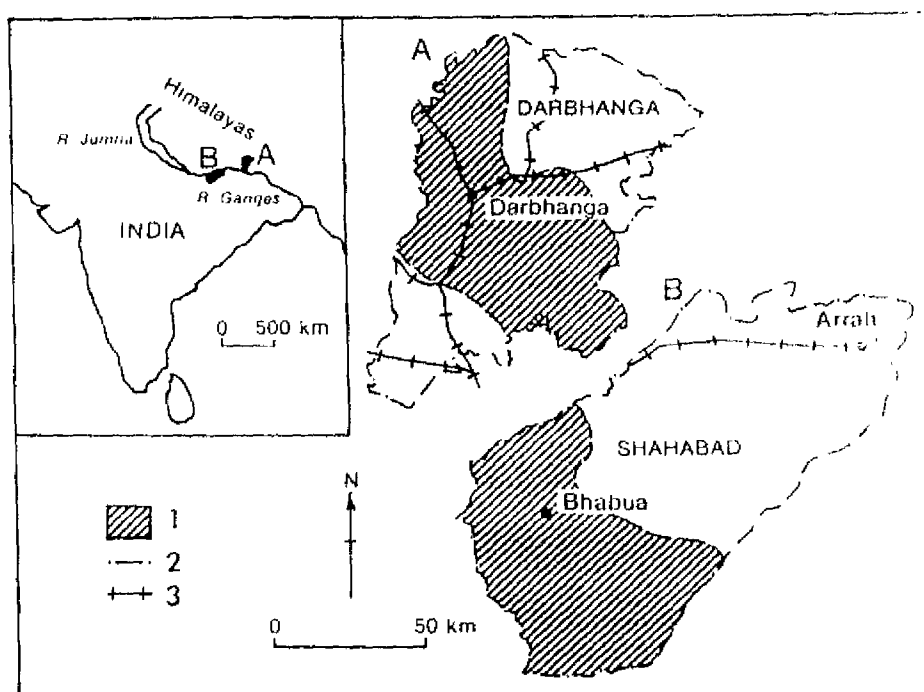 A
Himalayas
DARBHANGA
R. Jumna
B
A
R. Ganges
Darbhanga
INDIA
B
Arrah
0 500 km
SHAHABAD
N
Bhabua
1
2
3
0 50 km